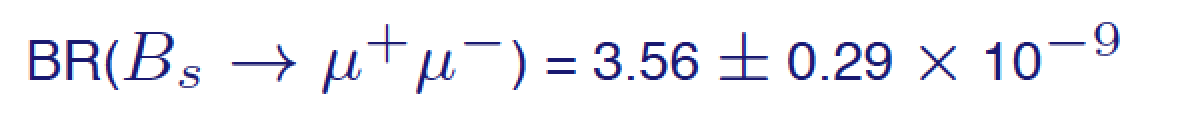 BR(Bₛ → μ⁺μ⁻) = 3.56 ± 0.29 × 10⁻⁹